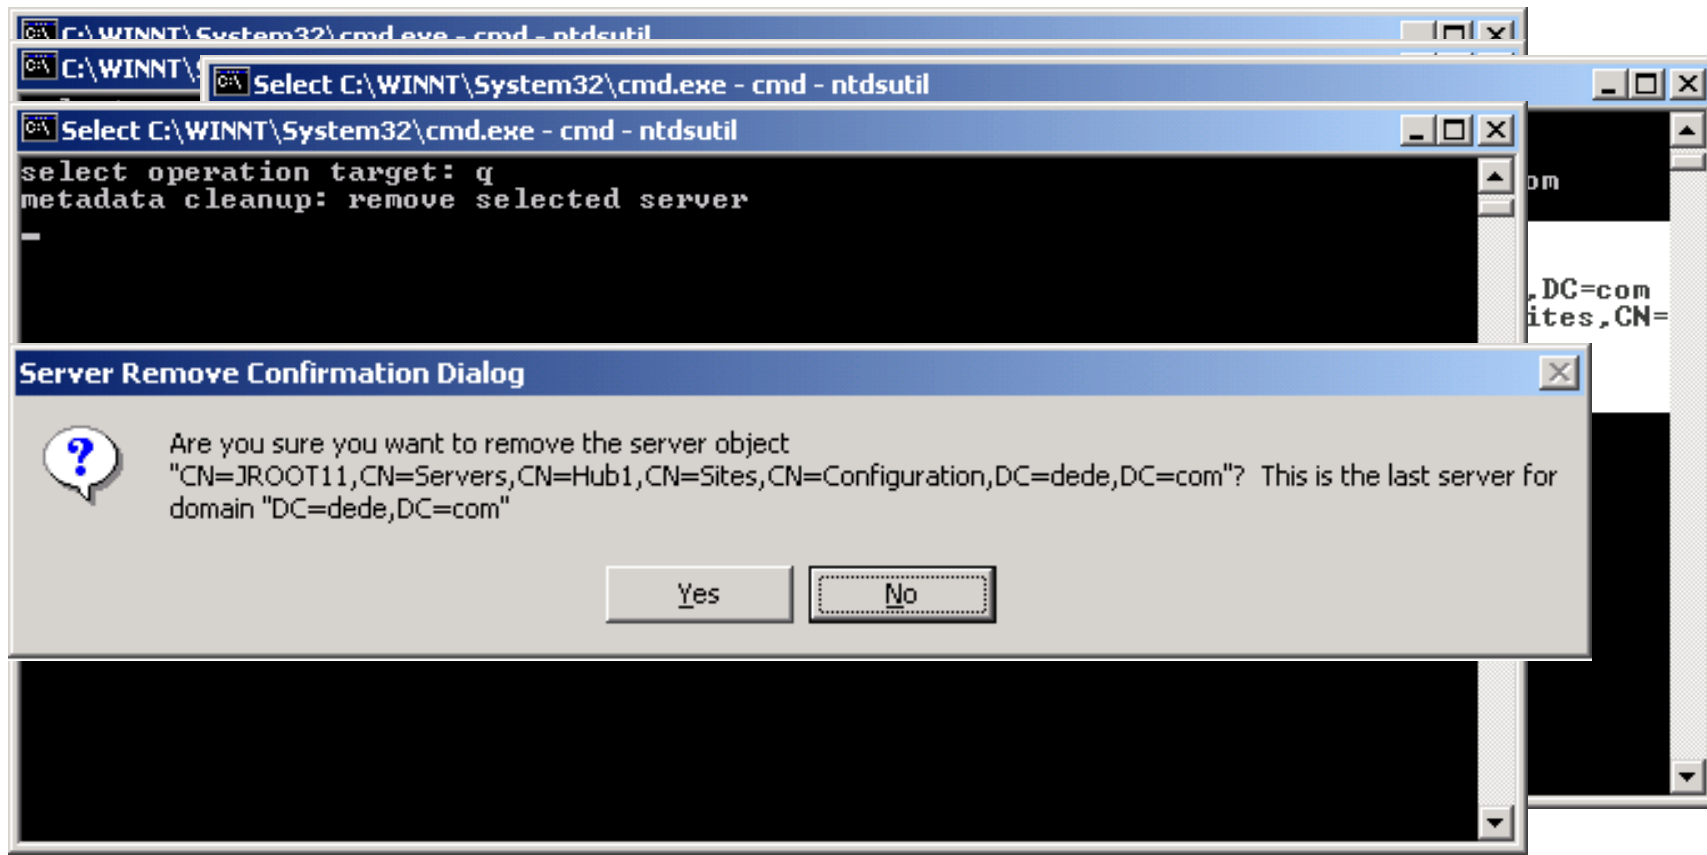 C:\WINNT\System32\cmd.exe - cmd - ntdsutil
C:\WINNT\
Select C:\WINNT\System32\cmd.exe - cmd - ntdsutil
Select C:\WINNT\System32\cmd.exe - cmd - ntdsutil
select operation target: q
metadata cleanup: remove selected server
om
,DC=com
ites,CN=
Server Remove Confirmation Dialog
Are you sure you want to remove the server object
"CN=JROOT11,CN=Servers,CN=Hub1,CN=Sites,CN=Configuration,DC=dede,DC=com"? This is the last server for
domain "DC=dede,DC=com"
Yes
No